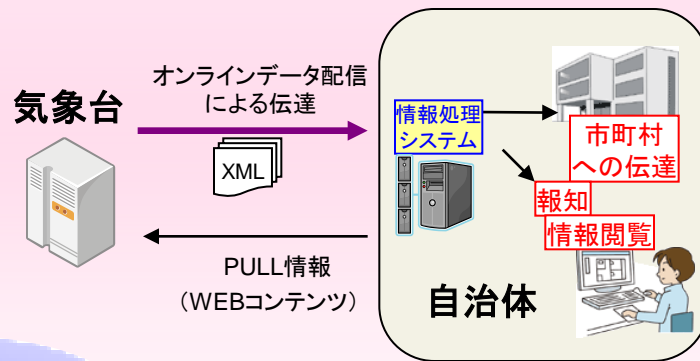 気象台
オンラインデータ配信
による伝達
XML
PULL情報
（WEBコンテンツ）
情報処理
システム
市町村
への伝達
報知
情報閲覧
自治体